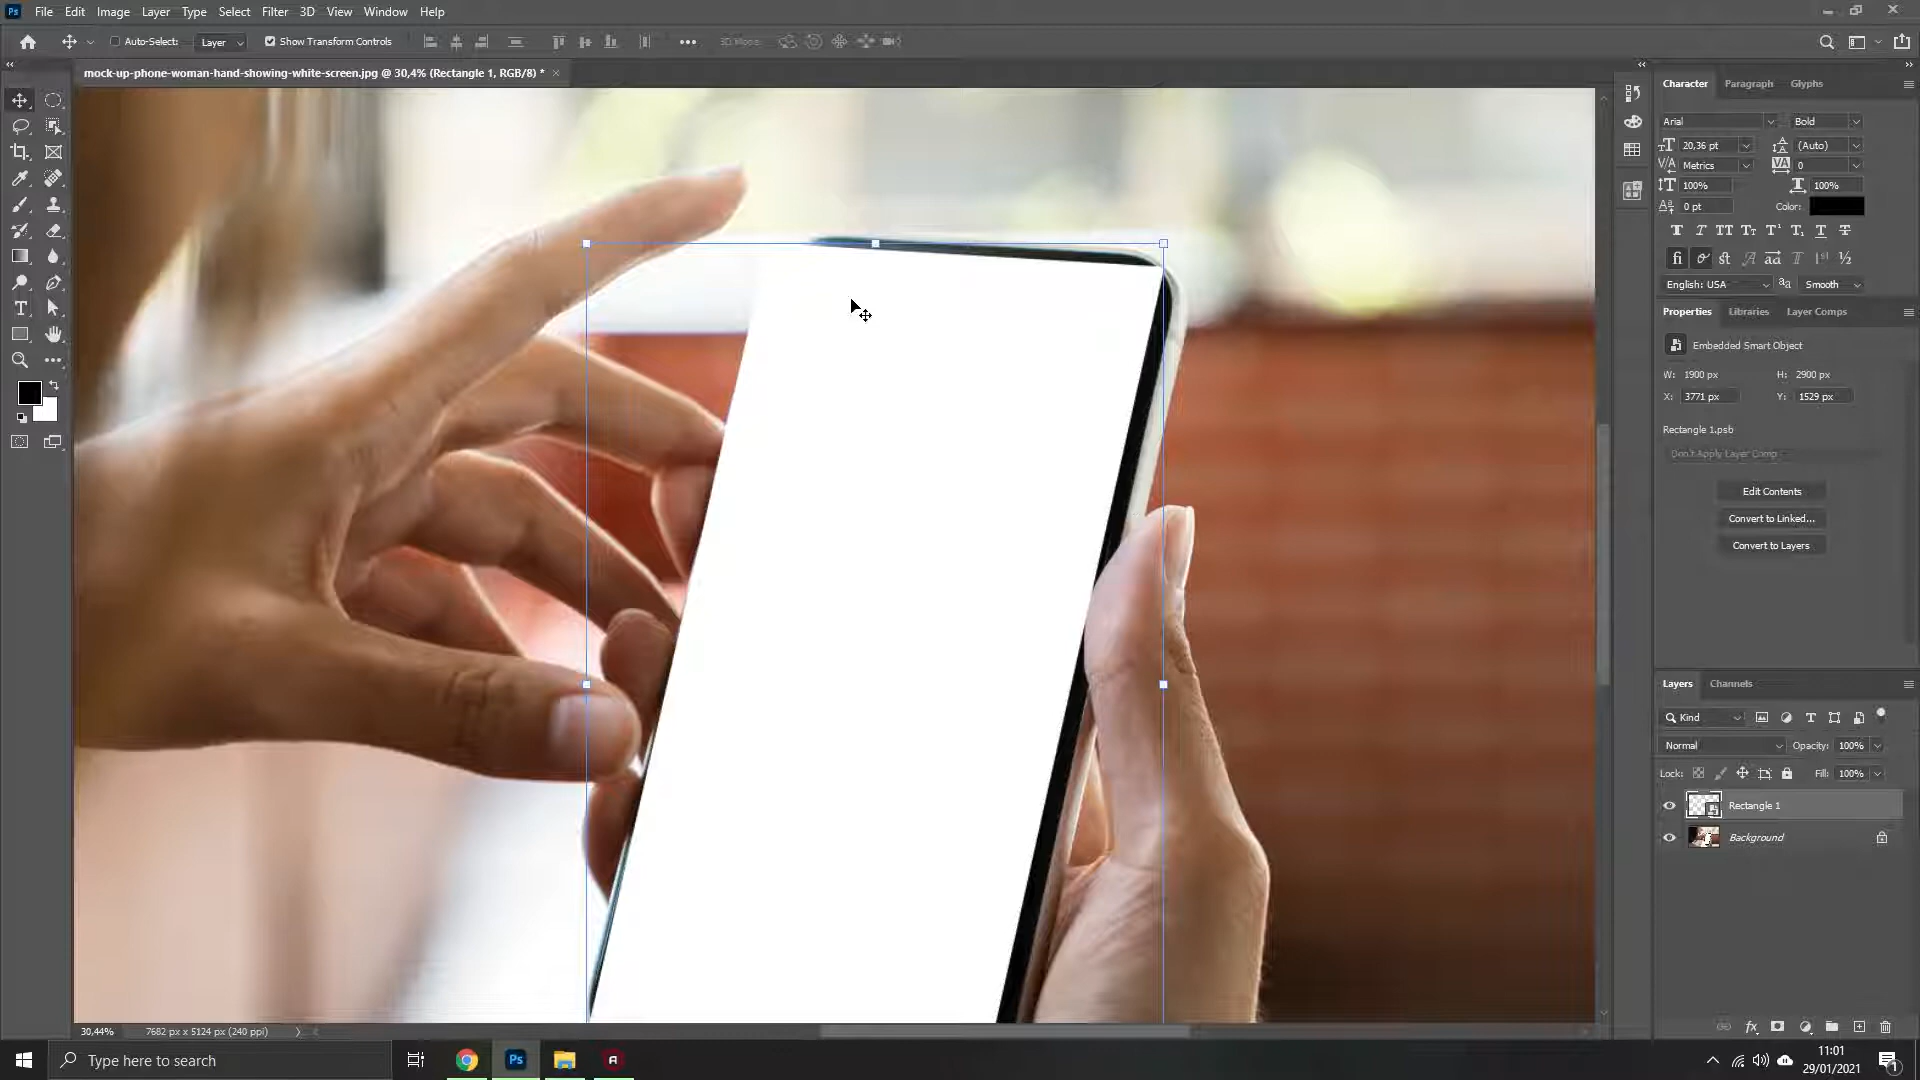 Ps File Edit Image Layer Type Select Filter 3D View Window Help
Auto-Select: Layer Show Transform Controls 3D Mode:
mock-up-phone-woman-hand-showing-white-screen.jpg @ 30,4% (Rectangle 1, RGB/8) *
Character Paragraph Glyphs
Arial Bold
20,36 pt (Auto)
Metrics 0
100% 100%
0 pt Color:
English: USA Smooth
Properties Libraries Layer Comps
Embedded Smart Object
W: 1900 px H: 2900 px
X: 3771 px Y: 1529 px
Rectangle 1.psb
Don't Apply Layer Comp
Edit Contents
Convert to Linked...
Convert to Layers
Layers Channels
Kind
Normal Opacity: 100%
Lock: Fill: 100%
Rectangle 1
Background
30,44% 7682 px x 5124 px (240 ppi)
Type here to search
11:01
29/01/2021
1